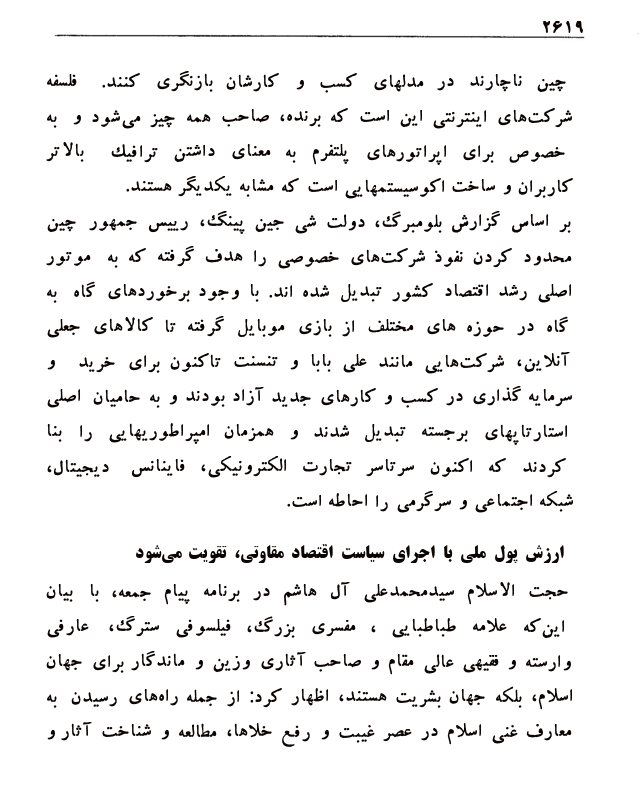 ۲۶۱۹
چین ناچارند در مدلهای کسب و کارشان بازنگری کنند. فلسفه
شرکت‌های اینترنتی این است که برنده، صاحب همه چیز می‌شود و به
خصوص برای اپراتورهای پلتفرم به معنای داشتن ترافیك بالاتر
کاربران و ساخت اکوسیستمهایی است که مشابه یکدیگر هستند.
بر اساس گزارش بلومبرگ، دولت شی جین پینگ، رییس جمهور چین
محدود کردن نفوذ شرکت‌های خصوصی را هدف گرفته که به موتور
اصلی رشد اقتصاد کشور تبدیل شده اند. با وجود برخوردهای گاه به
گاه در حوزه های مختلف از بازی موبایل گرفته تا کالاهای جعلی
آنلاین، شرکت‌هایی مانند علی بابا و تنسنت تاکنون برای خرید و
سرمایه گذاری در کسب و کارهای جدید آزاد بودند و به حامیان اصلی
استارتاپهای برجسته تبدیل شدند و همزمان امپراطوریهایی را بنا
کردند که اکنون سرتاسر تجارت الکترونیکی، فاینانس دیجیتال،
شبکه اجتماعی و سرگرمی را احاطه است.
ارزش پول ملی با اجرای سیاست اقتصاد مقاوتی، تقویت می‌شود
حجت الاسلام سیدمحمدعلی آل هاشم در برنامه پیام جمعه، با بیان
این‌که علامه طباطبایی ، مفسری بزرگ، فیلسوفی سترگ، عارفی
وارسته و فقیهی عالی مقام و صاحب آثاری وزین و ماندگار برای جهان
اسلام، بلکه جهان بشریت هستند، اظهار کرد: از جمله راه‌های رسیدن به
معارف غنی اسلام در عصر غیبت و رفع خلاها، مطالعه و شناخت آثار و